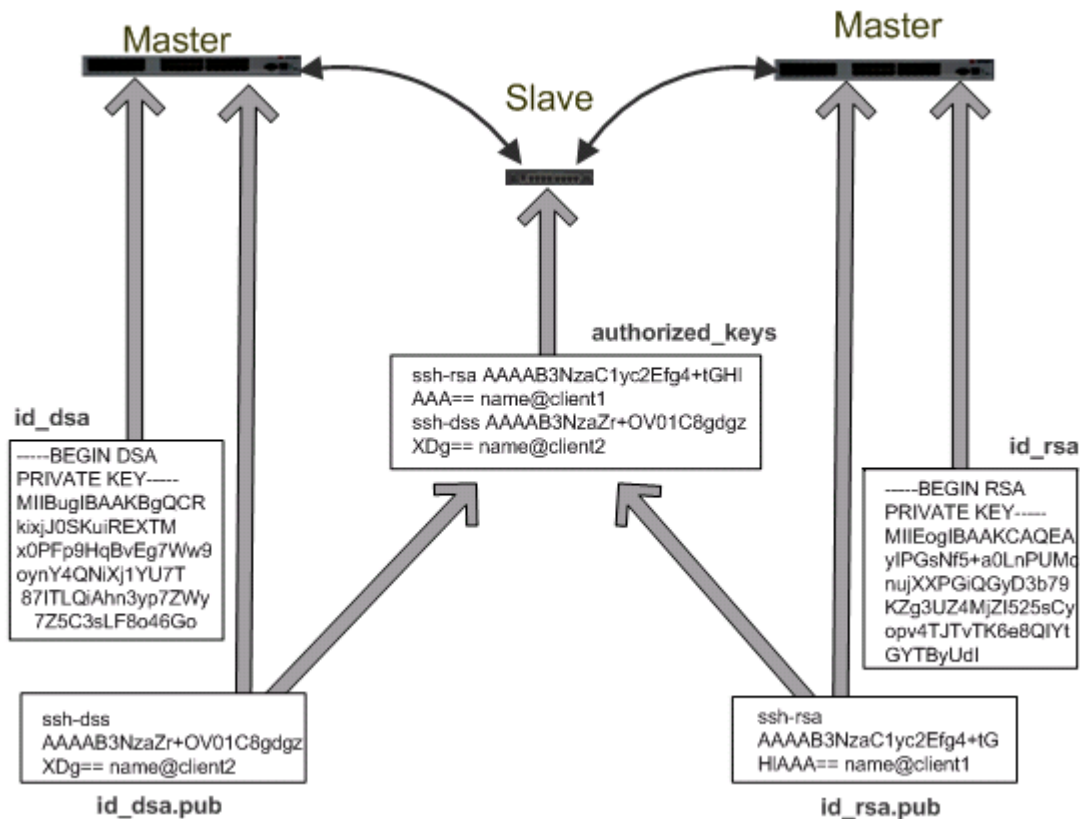 Master
Master
Slave
authorized_keys
ssh-rsa AAAAB3NzaC1yc2Efg4+tGHI
AAA== name@client1
ssh-dss AAAAB3NzaZr+OV01C8gdgz
XDg== name@client2
id_dsa
-----BEGIN DSA
PRIVATE KEY-----
MIIBugIBAAKBgQCR
kixjJ0SKuiREXTM
x0PFp9HqBvEg7Ww9
oynY4QNiXj1YU7T
87ITLQiAhn3yp7ZWy
7Z5C3sLF8o46Go
id_rsa
-----BEGIN RSA
PRIVATE KEY-----
MIIEogIBAAKCAQEA
yIPGsNf5+a0LnPUMc
nujXXPGiQGyD3b79
KZg3UZ4MjZI525sCy
opv4TJTvTK6e8QIYt
GYTByUdI
ssh-dss
AAAAB3NzaZr+OV01C8gdgz
XDg== name@client2
id_dsa.pub
ssh-rsa
AAAAB3NzaC1yc2Efg4+tG
HIAAA== name@client1
id_rsa.pub